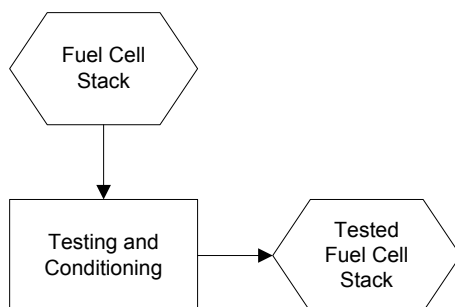 Fuel Cell
Stack
Testing and
Conditioning
Tested
Fuel Cell
Stack